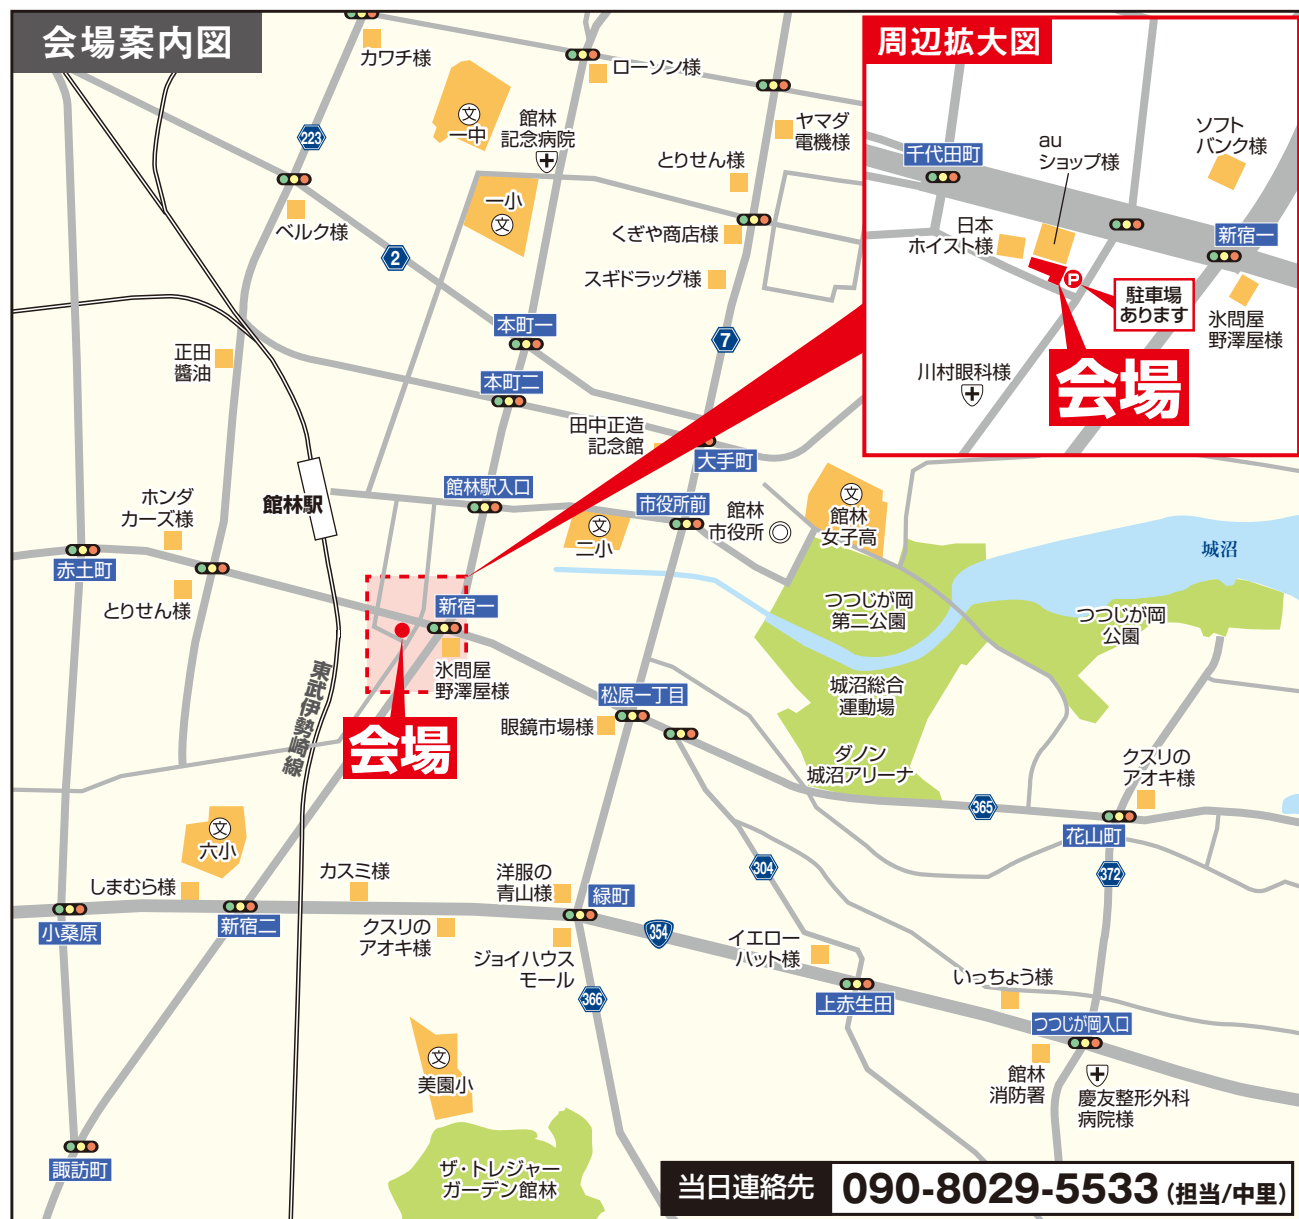 会場案内図
カワチ様
ローソン様
文
一中
館林
記念病院
ヤマダ
電機様
とりせん様
223
一小
文
ベルク様
2
くぎや商店様
スギドラッグ様
本町一
7
正田
醬油
本町二
田中正造
記念館
大手町
周辺拡大図
千代田町
au
ショップ様
ソフト
バンク様
日本
ホイスト様
新宿一
P
駐車場
あります
氷問屋
野澤屋様
川村眼科様
会場
館林駅
ホンダ
カーズ様
館林駅入口
市役所前
館林
市役所
文
二小
文
館林
女子高
城沼
赤土町
とりせん様
新宿一
氷問屋
野澤屋様
つつじが岡
第二公園
つつじが岡
公園
東武伊勢崎線
会場
松原一丁目
眼鏡市場様
城沼総合
運動場
ダノン
城沼アリーナ
クスリの
アオキ様
365
花山町
文
六小
304
372
しまむら様
カスミ様
洋服の
青山様
緑町
小桑原
新宿二
クスリの
アオキ様
ジョイハウス
モール
354
イエロー
ハット様
いっちょう様
366
上赤生田
つつじが岡入口
文
美園小
館林
消防署
慶友整形外科
病院様
諏訪町
ザ・トレジャー
ガーデン館林
当日連絡先 090-8029-5533 (担当/中里)